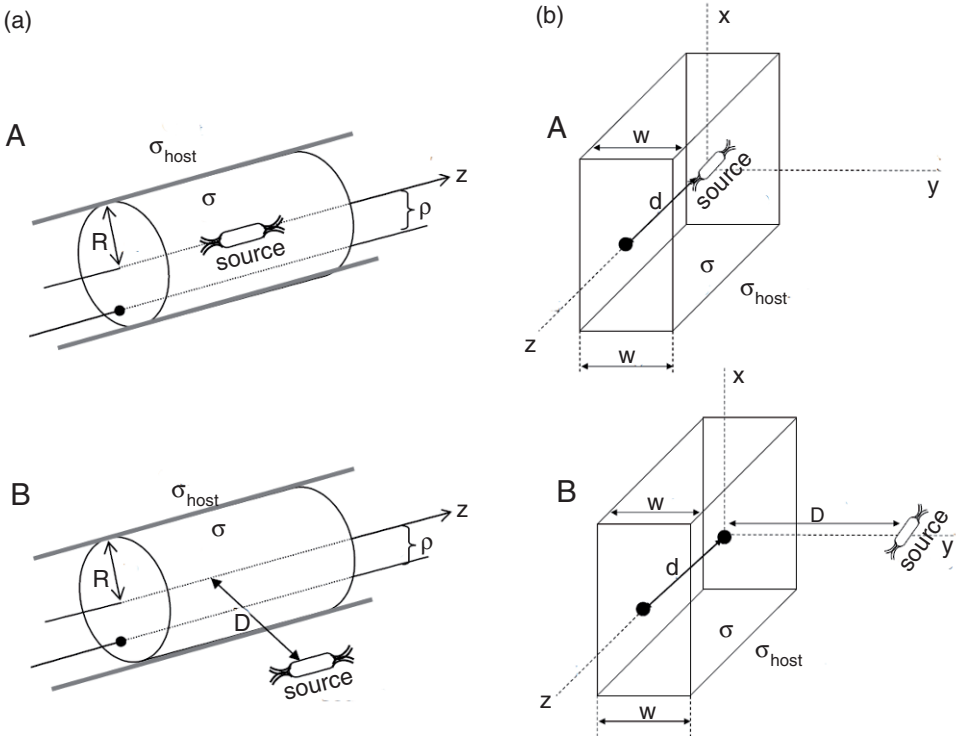 (a)
A
σhost
σ
R
source
z
ρ
B
σhost
σ
R
D
source
z
ρ
(b)
A
x
w
d
source
y
σ
σhost
z
w
B
x
w
D
d
source
y
σ
σhost
z
w